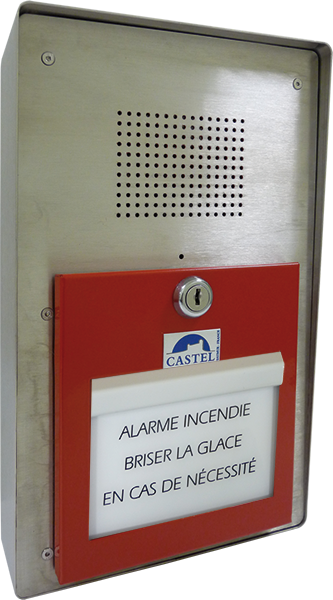 CASTEL
ALARME INCENDIE
BRISER LA GLACE
EN CAS DE NÉCESSITÉ